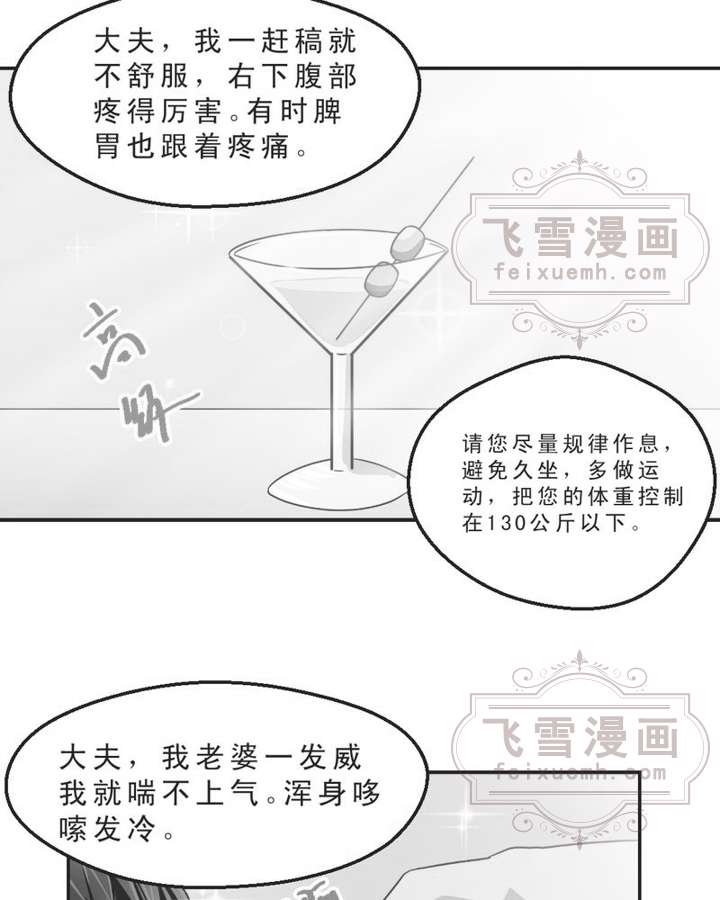 大夫，我一赶稿就
不舒服，右下腹部
疼得厉害。有时脾
胃也跟着疼痛。
飞雪漫画
feixuemh.com
高
请您尽量规律作息，
避免久坐，多做运
动，把您的体重控制
在130公斤以下。
飞雪漫画
feixuemh.com
大夫，我老婆一发威
我就喘不上气。浑身哆
嗦发冷。